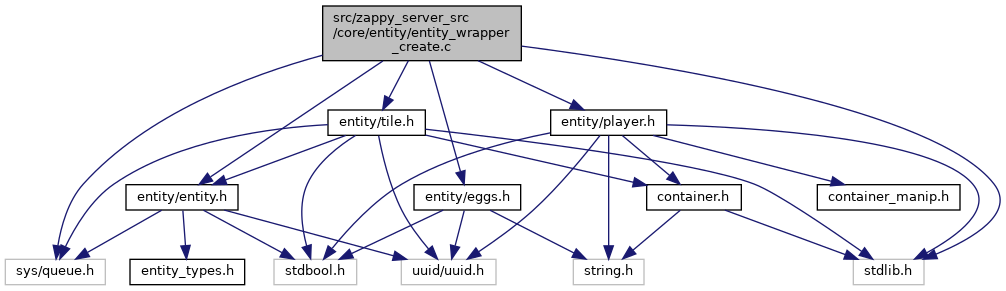 src/zappy_server_src
/core/entity/entity_wrapper
_create.c
entity/tile.h
entity/player.h
entity/entity.h
entity/eggs.h
container.h
container_manip.h
sys/queue.h
entity_types.h
stdbool.h
uuid/uuid.h
string.h
stdlib.h